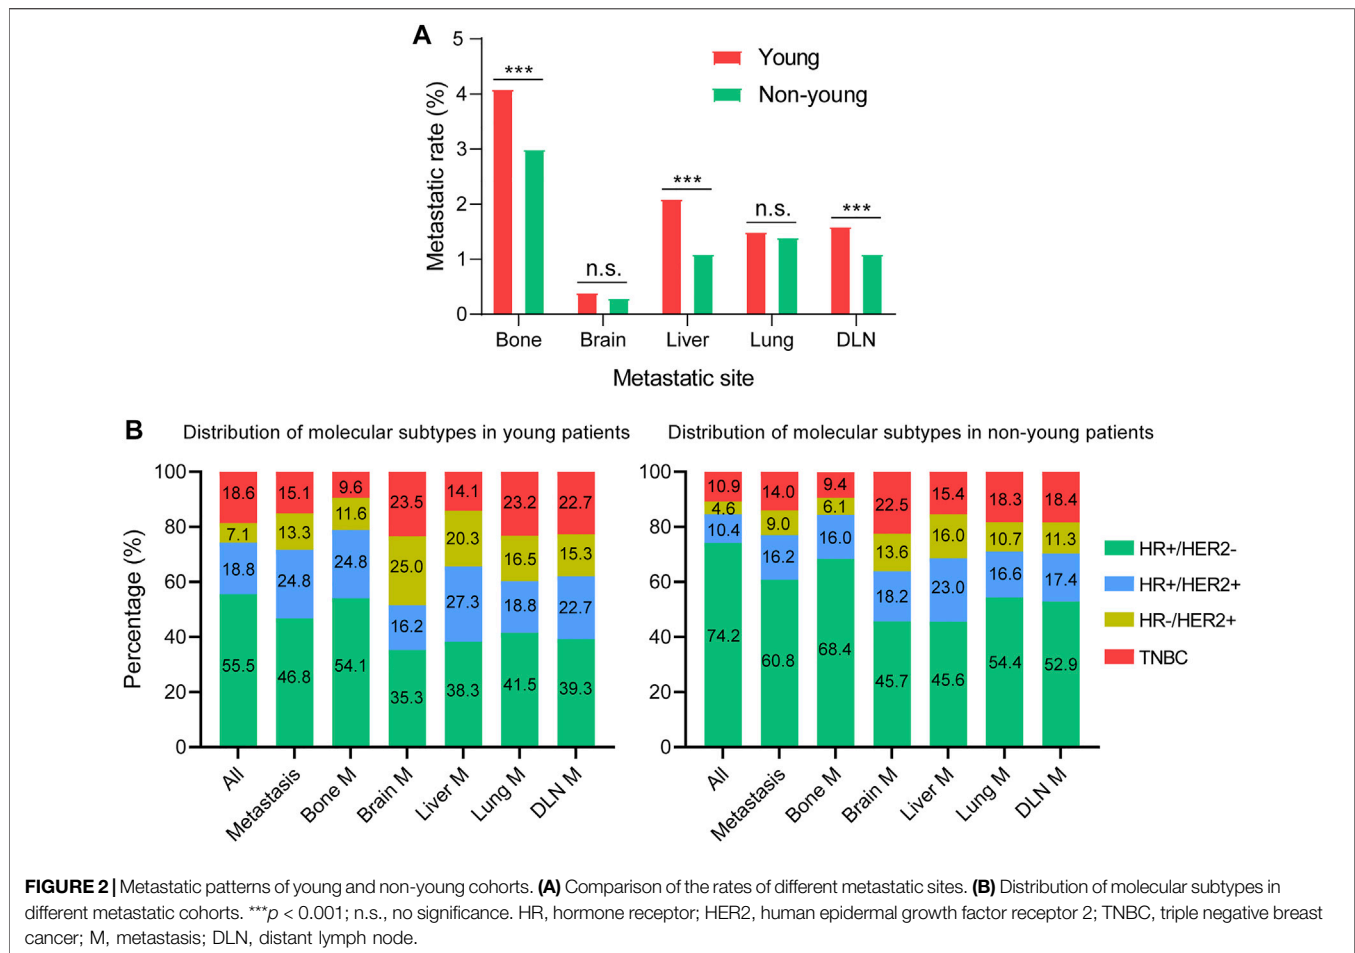 A
5
4
3
2
1
0
Metastatic rate (%)
Young
Non-young
***
n.s.
***
n.s.
***
Bone Brain Liver Lung DLN
Metastatic site
B
Distribution of molecular subtypes in young patients
100
80
60
40
20
0
Percentage (%)
18.6 15.1 9.6 23.5 14.1 23.2 22.7
7.1 13.3 11.6 25.0 20.3 16.5 15.3
18.8 24.8 24.8 16.2 27.3 18.8 22.7
55.5 46.8 54.1 35.3 38.3 41.5 39.3
All Metastasis Bone M Brain M Liver M Lung M DLN M
Distribution of molecular subtypes in non-young patients
100
80
60
40
20
0
10.9 14.0 9.4 22.5 15.4 18.3 18.4
4.6 9.0 6.1 13.6 16.0 10.7 11.3
10.4 16.2 16.0 18.2 23.0 16.6 17.4
74.2 60.8 68.4 45.7 45.6 54.4 52.9
All Metastasis Bone M Brain M Liver M Lung M DLN M
HR+/HER2-
HR+/HER2+
HR-/HER2+
TNBC
FIGURE 2 | Metastatic patterns of young and non-young cohorts. (A) Comparison of the rates of different metastatic sites. (B) Distribution of molecular subtypes in
different metastatic cohorts. ***p < 0.001; n.s., no significance. HR, hormone receptor; HER2, human epidermal growth factor receptor 2; TNBC, triple negative breast
cancer; M, metastasis; DLN, distant lymph node.